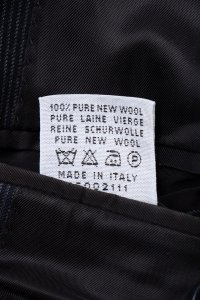 100% PURE NEW WOOL
PURE LAINE VIERGE
REINE SCHURWOLLE
PURE NEW WOOL
MADE IN ITALY